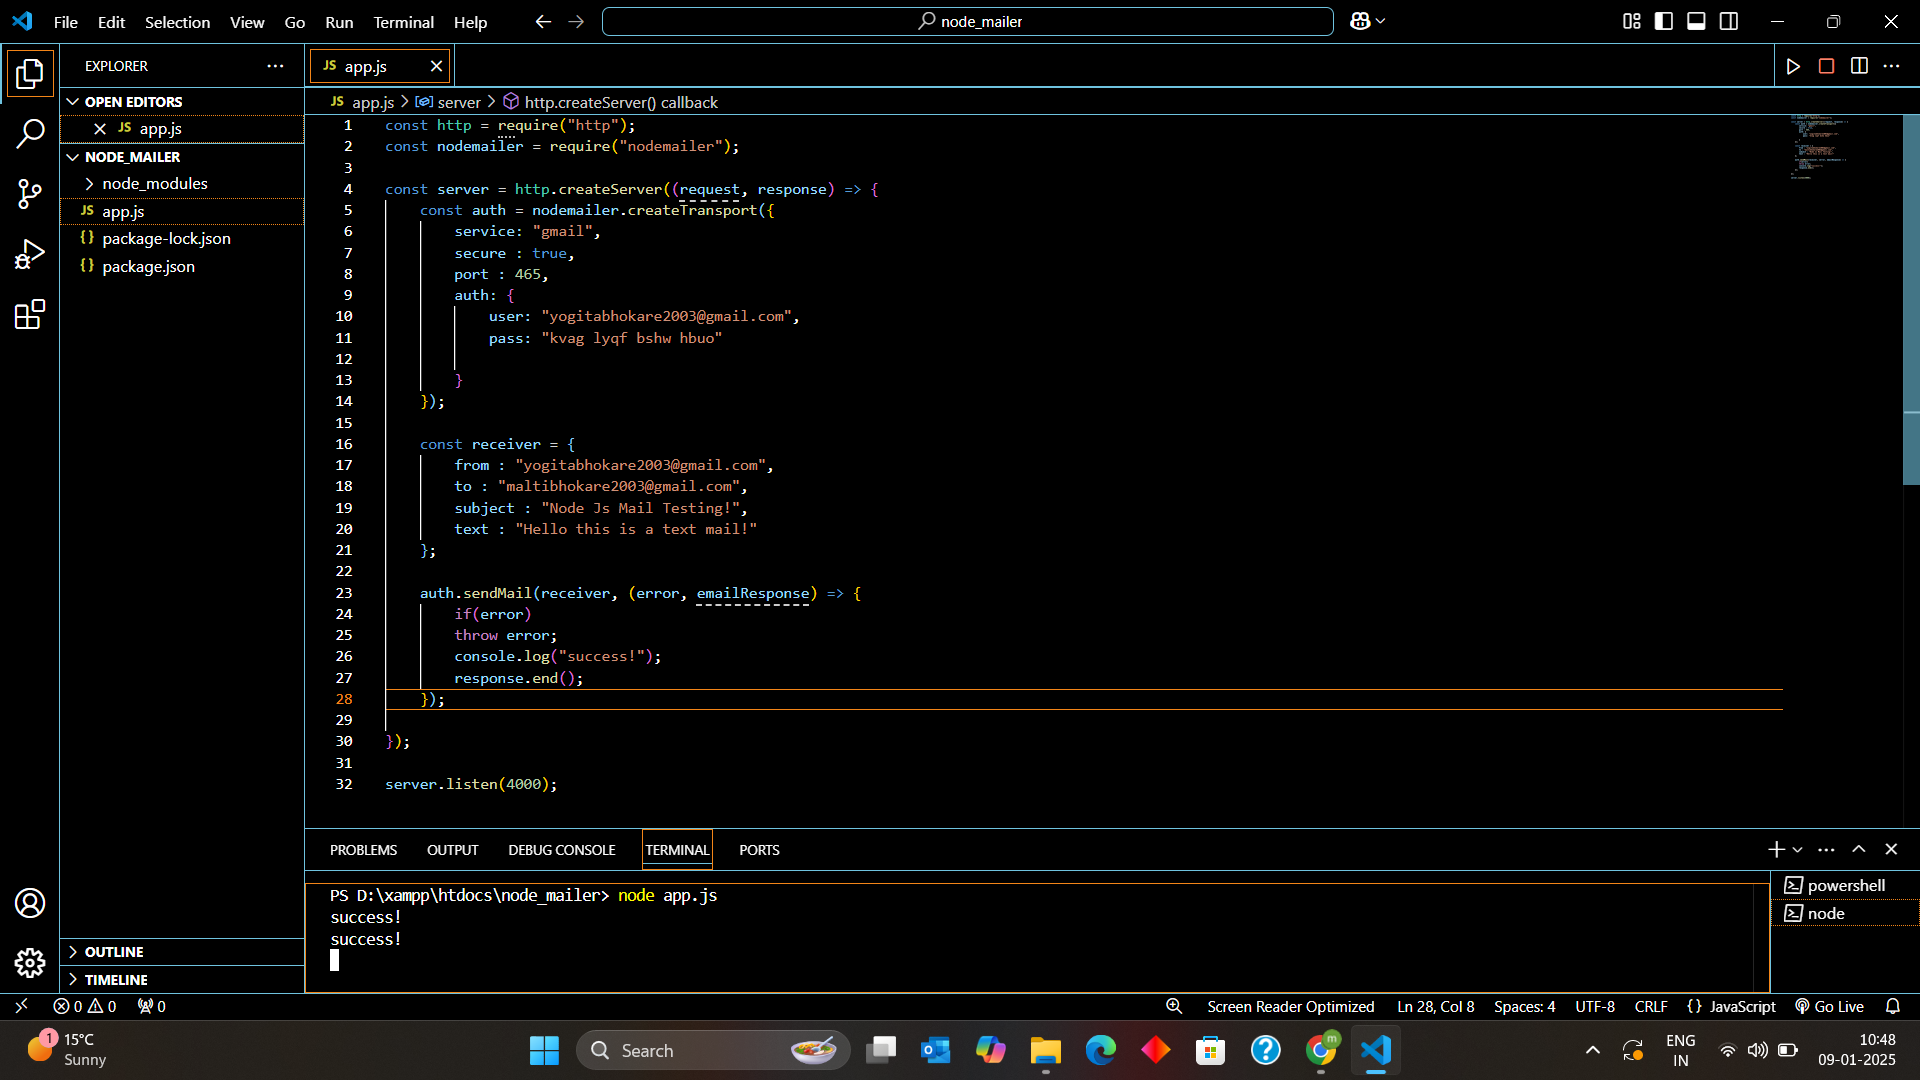 File Edit Selection View Go Run Terminal Help
node_mailer
EXPLORER
OPEN EDITORS
JS app.js
NODE_MAILER
node_modules
JS app.js
{} package-lock.json
{} package.json
OUTLINE
TIMELINE
JS app.js
JS app.js > server > http.createServer() callback
1 const http = require("http");
2 const nodemailer = require("nodemailer");
3
4 const server = http.createServer((request, response) => {
5 const auth = nodemailer.createTransport({
6 service: "gmail",
7 secure : true,
8 port : 465,
9 auth: {
10 user: "yogitabhokare2003@gmail.com",
11 pass: "kvag lyqf bshw hbuo"
12
13 }
14 });
15
16 const receiver = {
17 from : "yogitabhokare2003@gmail.com",
18 to : "maltibhokare2003@gmail.com",
19 subject : "Node Js Mail Testing!",
20 text : "Hello this is a text mail!"
21 };
22
23 auth.sendMail(receiver, (error, emailResponse) => {
24 if(error)
25 throw error;
26 console.log("success!");
27 response.end();
28 });
29
30 });
31
32 server.listen(4000);
PROBLEMS OUTPUT DEBUG CONSOLE TERMINAL PORTS
PS D:\xampp\htdocs\node_mailer> node app.js
success!
success!
powershell
node
0 0 0
Screen Reader Optimized Ln 28, Col 8 Spaces: 4 UTF-8 CRLF {} JavaScript Go Live
1
15°C
Sunny
Search
m
ENG
IN
10:48
09-01-2025